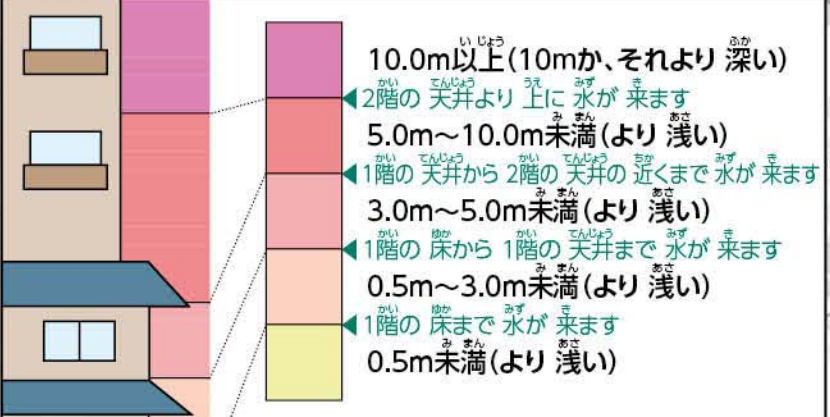 10.0m以上(10mか、それより 深い)
◀2階の 天井より 上に 水が 来ます
5.0m～10.0m未満(より 浅い)
◀1階の 天井から 2階の 天井の 近くまで 水が 来ます
3.0m～5.0m未満(より 浅い)
◀1階の 床から 1階の 天井まで 水が 来ます
0.5m～3.0m未満(より 浅い)
◀1階の 床まで 水が 来ます
0.5m未満(より 浅い)